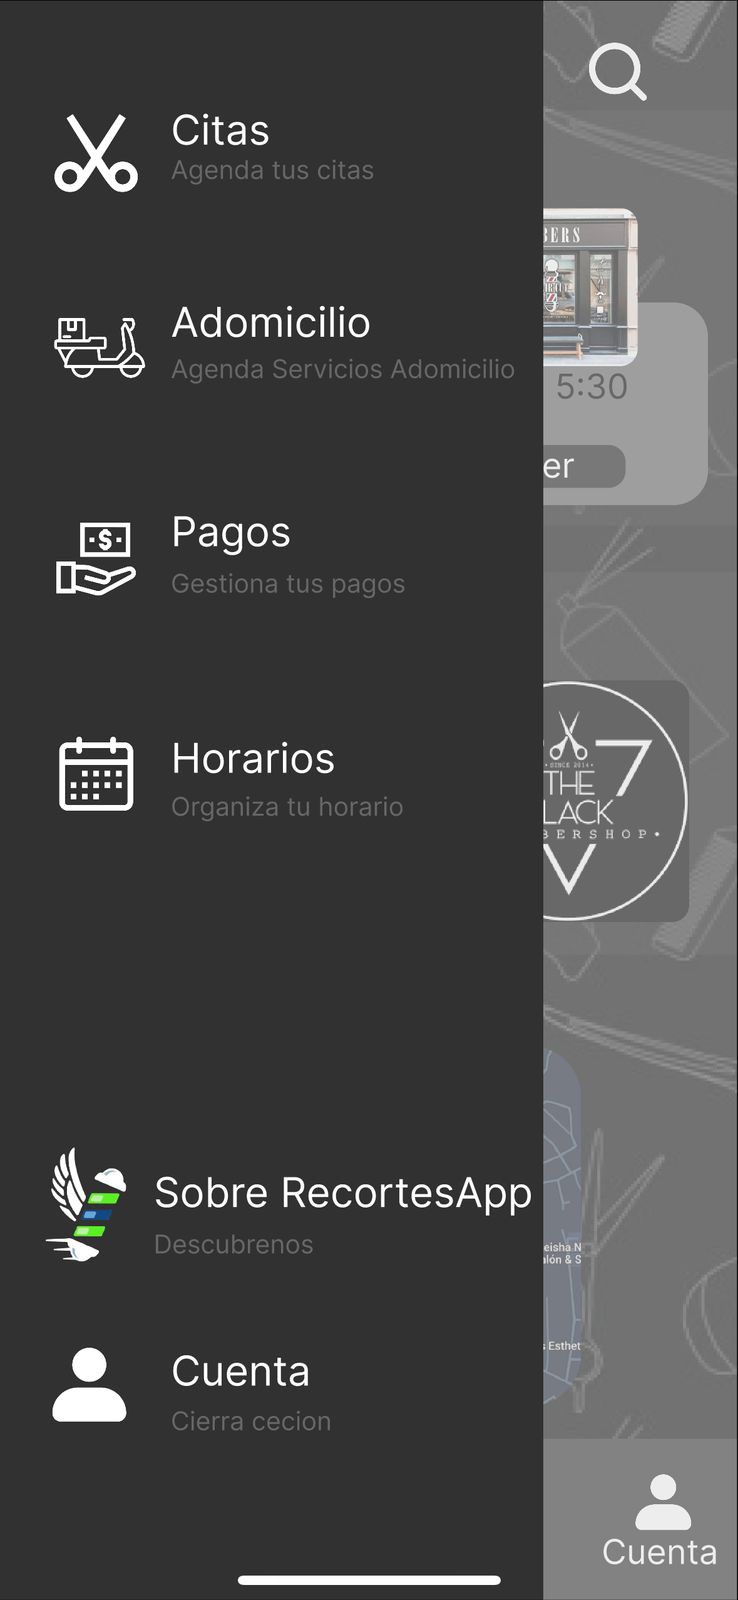 Citas
Agenda tus citas
BERS
Adomicilio
Agenda Servicios Adomicilio
5:30
er
Pagos
Gestiona tus pagos
• SINCE 2014 •
THE 7
LACK
BERSHOP •
V
Horarios
Organiza tu horario
Sobre RecortesApp
Descubrenos
eisha N
alón & S
s Esthet
Cuenta
Cierra cecion
Cuenta